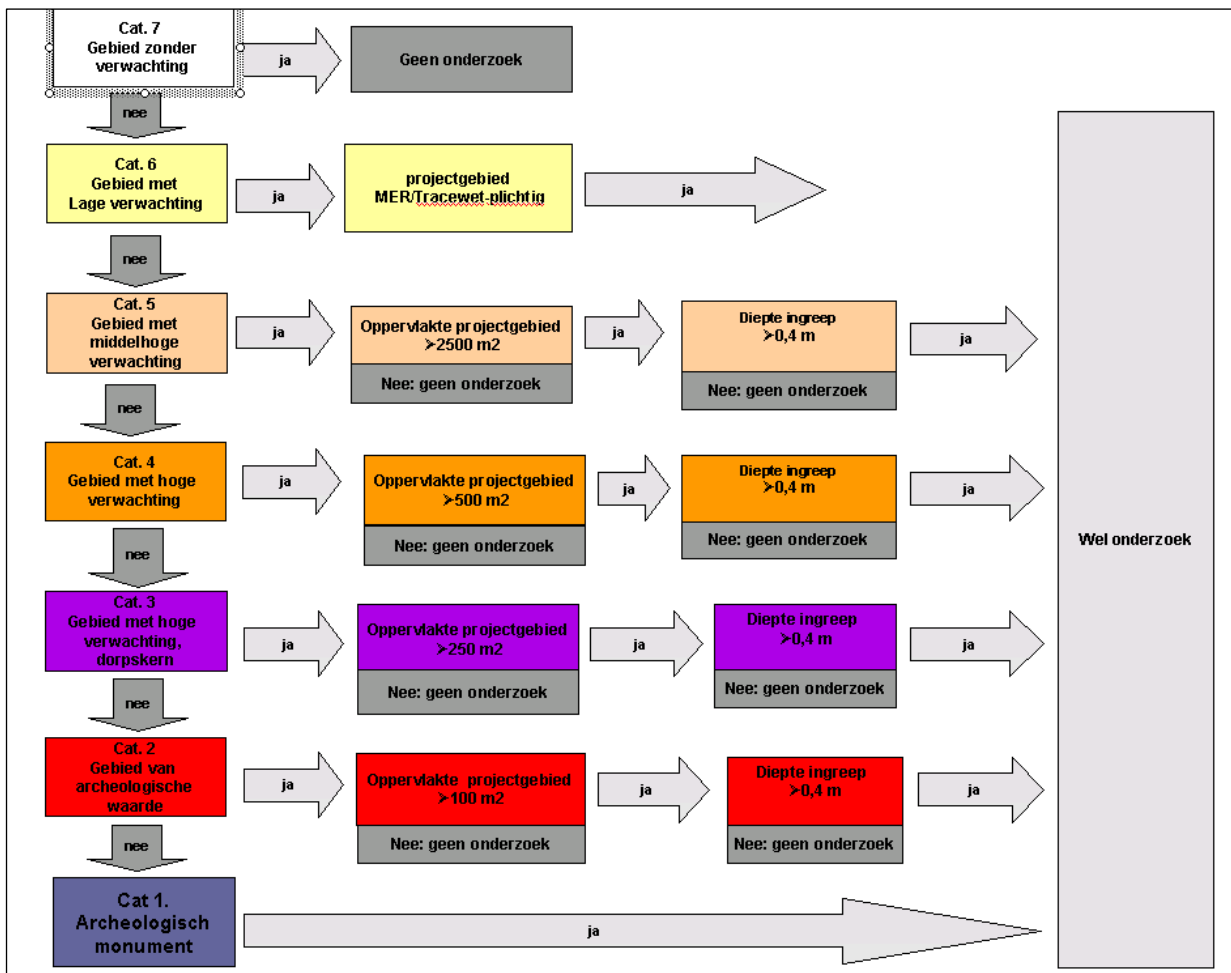 Cat. 7
Gebied zonder
verwachting
ja
Geen onderzoek
nee
Cat. 6
Gebied met
Lage verwachting
ja
projectgebied
MER/Tracewet-plichtig
ja
nee
Cat. 5
Gebied met
middelhoge
verwachting
ja
Oppervlakte projectgebied
➢2500 m2
Nee: geen onderzoek
ja
Diepte ingreep
➢0,4 m
Nee: geen onderzoek
ja
nee
Cat. 4
Gebied met hoge
verwachting
ja
Oppervlakte projectgebied
➢500 m2
Nee: geen onderzoek
ja
Diepte ingreep
➢0,4 m
Nee: geen onderzoek
ja
nee
Cat. 3
Gebied met hoge
verwachting,
dorpskern
ja
Oppervlakte projectgebied
➢250 m2
Nee: geen onderzoek
ja
Diepte ingreep
➢0,4 m
Nee: geen onderzoek
ja
nee
Cat. 2
Gebied van
archeologische
waarde
ja
Oppervlakte projectgebied
➢100 m2
Nee: geen onderzoek
ja
Diepte ingreep
➢0,4 m
Nee: geen onderzoek
ja
nee
Cat 1.
Archeologisch
monument
ja
Wel onderzoek